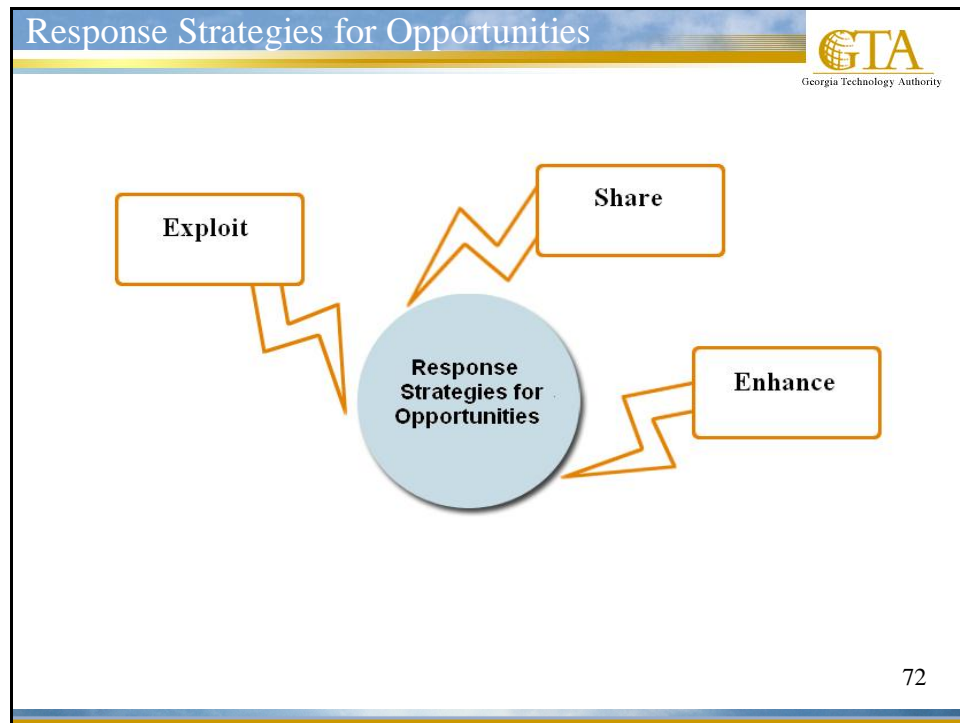 Response Strategies for Opportunities
GTA
Georgia Technology Authority
Exploit
Share
Response
Strategies for
Opportunities
Enhance
72